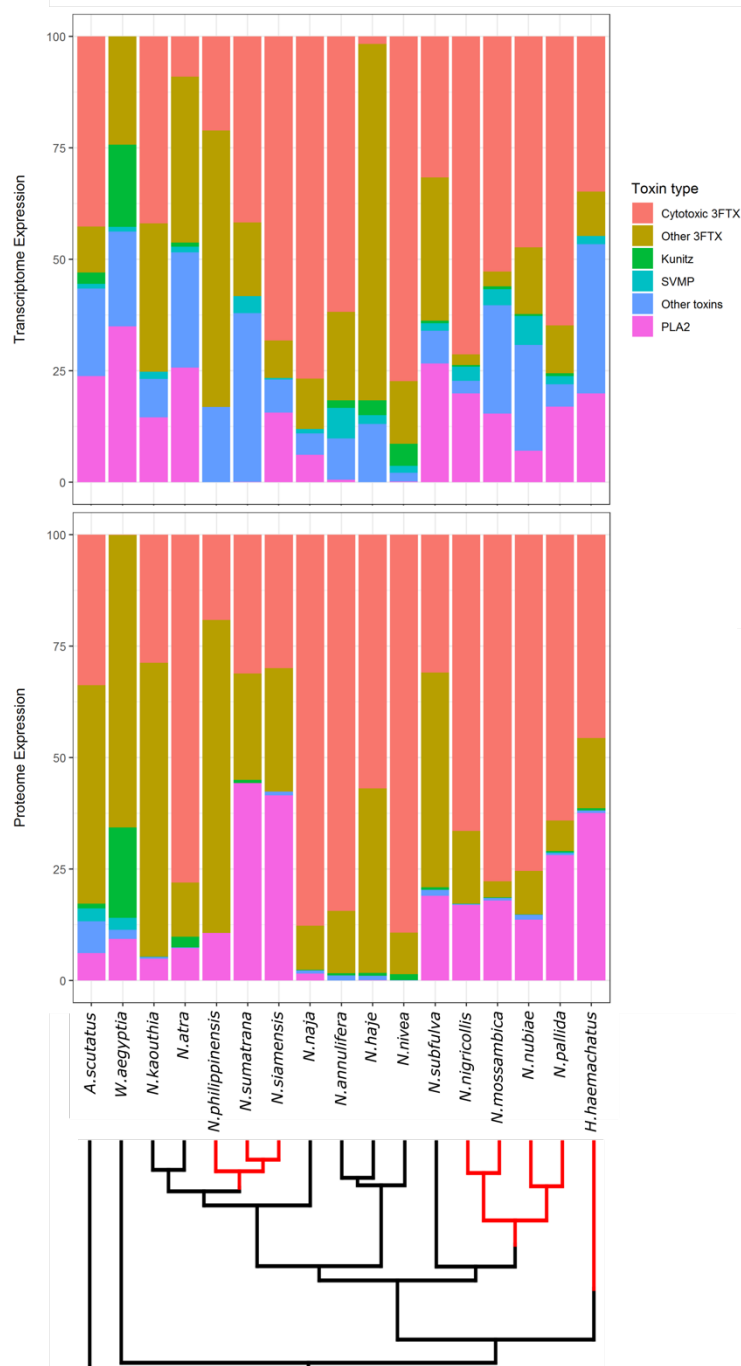 100
75
50
25
0
Transcriptome Expression
Toxin type
Cytotoxic 3FTX
Other 3FTX
Kunitz
SVMP
Other toxins
PLA2
100
75
50
25
0
Proteome Expression
A.scutatus
W.aegyptia
N.kaouthia
N.atra
N.philippinensis
N.sumatrana
N.siamensis
N.naja
N.annulifera
N.haje
N.nivea
N.subfulva
N.nigricollis
N.mossambica
N.nubiae
N.pallida
H.haemachatus